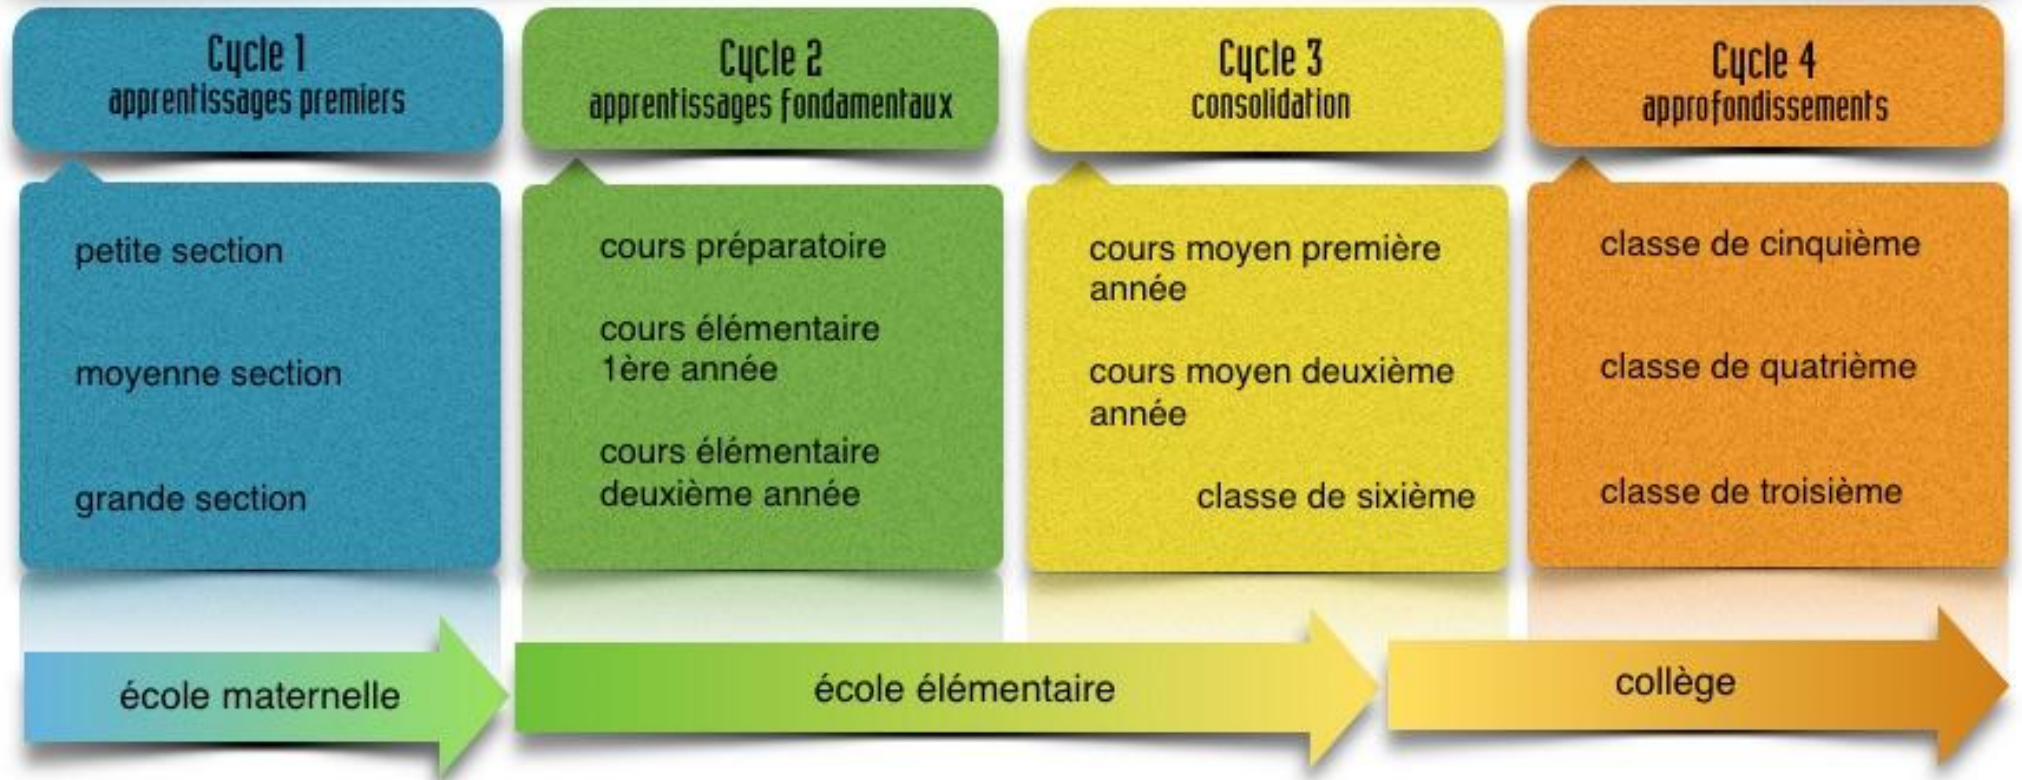 Cycle 1
apprentissages premiers
petite section
moyenne section
grande section
Cycle 2
apprentissages fondamentaux
cours préparatoire
cours élémentaire
1ère année
cours élémentaire
deuxième année
Cycle 3
consolidation
cours moyen première
année
cours moyen deuxième
année
classe de sixième
Cycle 4
approfondissements
classe de cinquième
classe de quatrième
classe de troisième
école maternelle
école élémentaire
collège